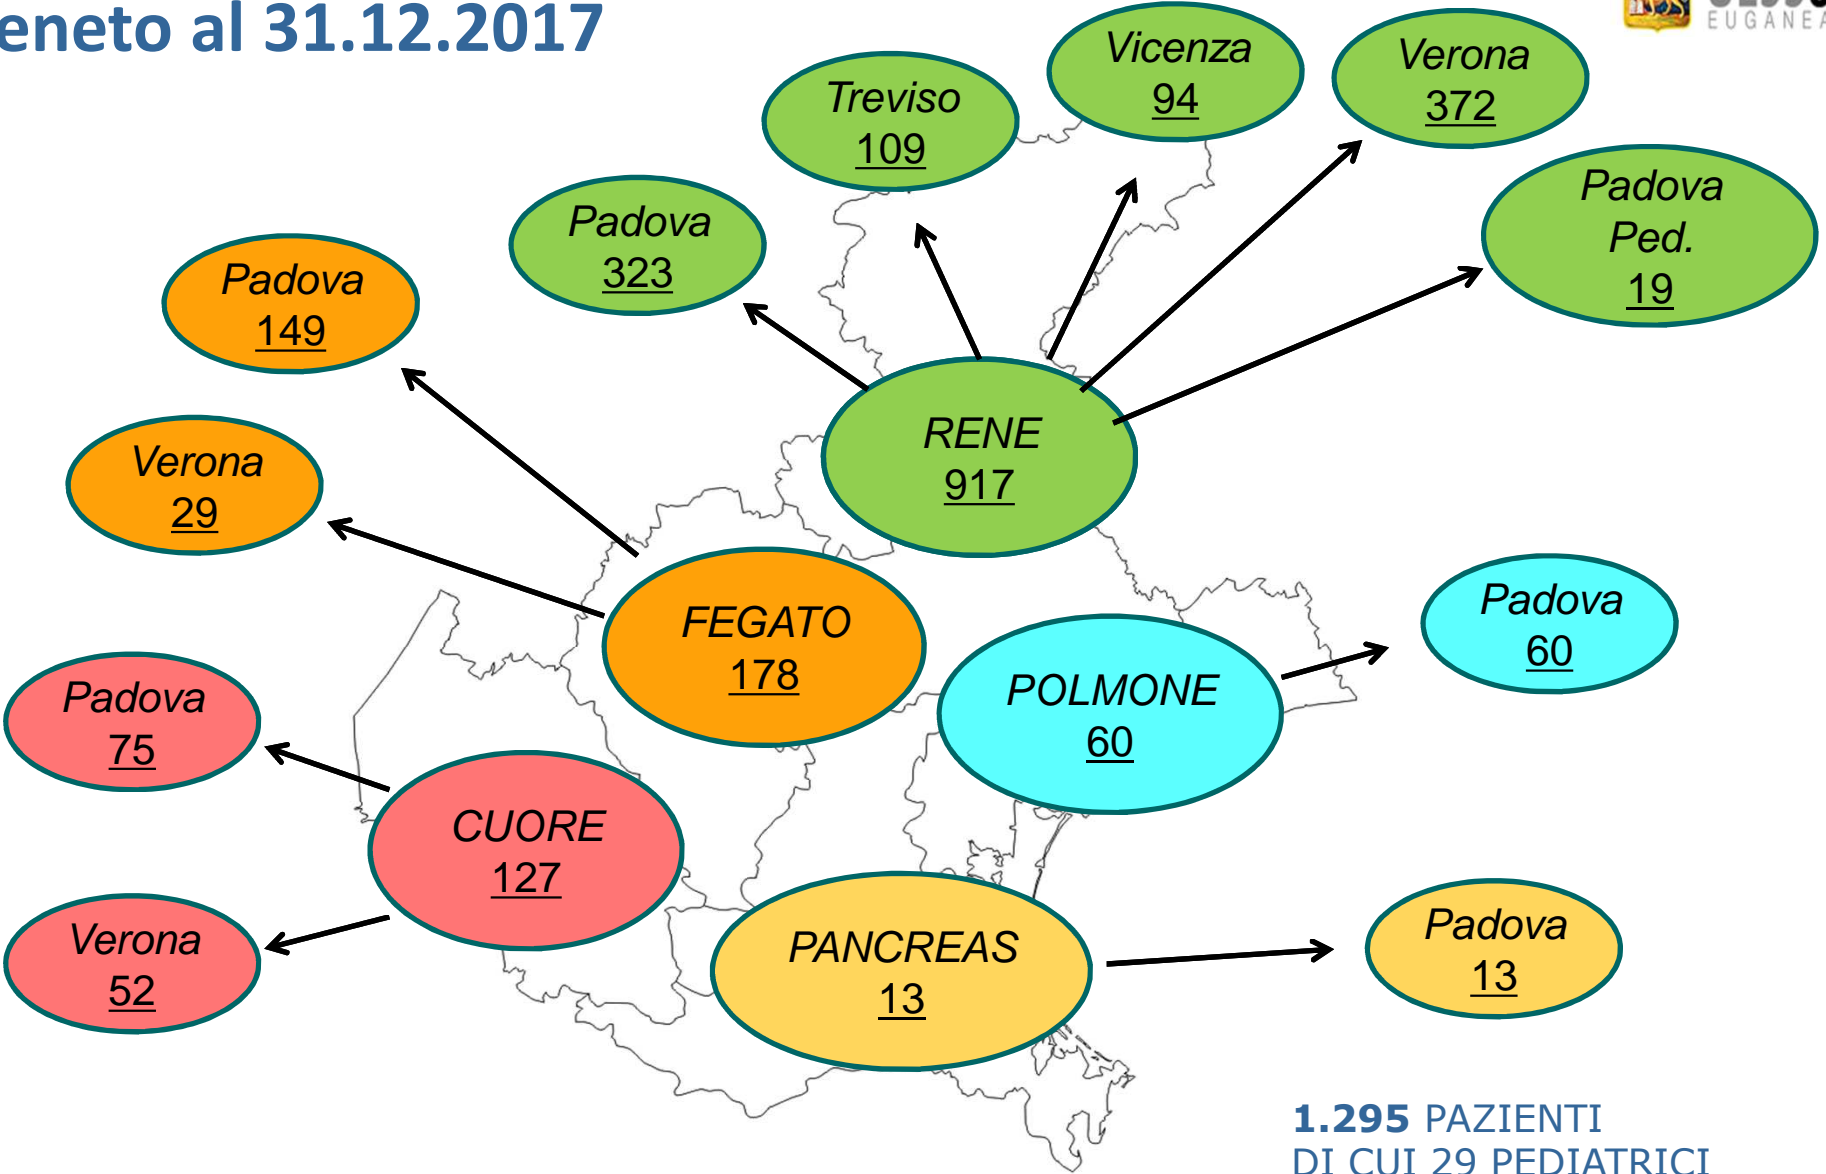 eneto al 31.12.2017
EUGANEA
Vicenza
94
Verona
372
Treviso
109
Padova
Ped.
19
Padova
323
Padova
149
RENE
917
Verona
29
FEGATO
178
Padova
60
POLMONE
60
Padova
75
CUORE
127
Verona
52
PANCREAS
13
Padova
13
1.295 PAZIENTI
DI CUI 29 PEDIATRICI